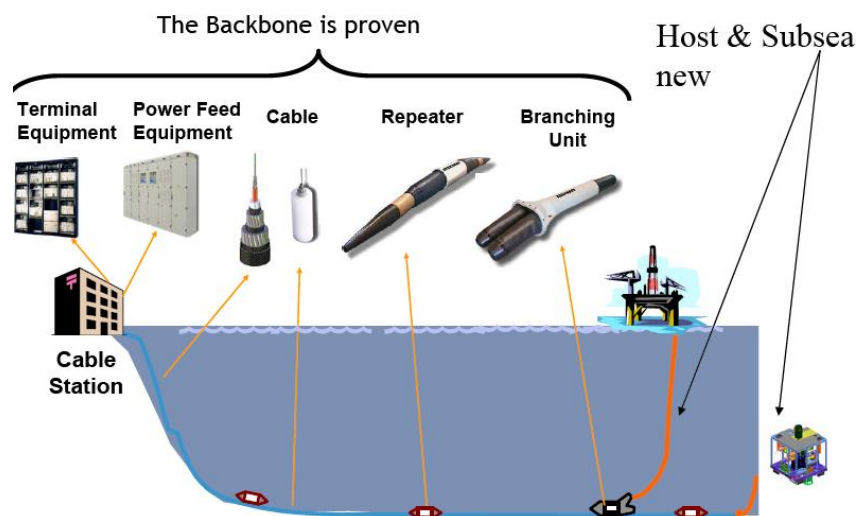 The Backbone is proven
Host & Subsea
new
Terminal
Equipment
Power Feed
Equipment
Cable
Repeater
Branching
Unit
Cable
Station